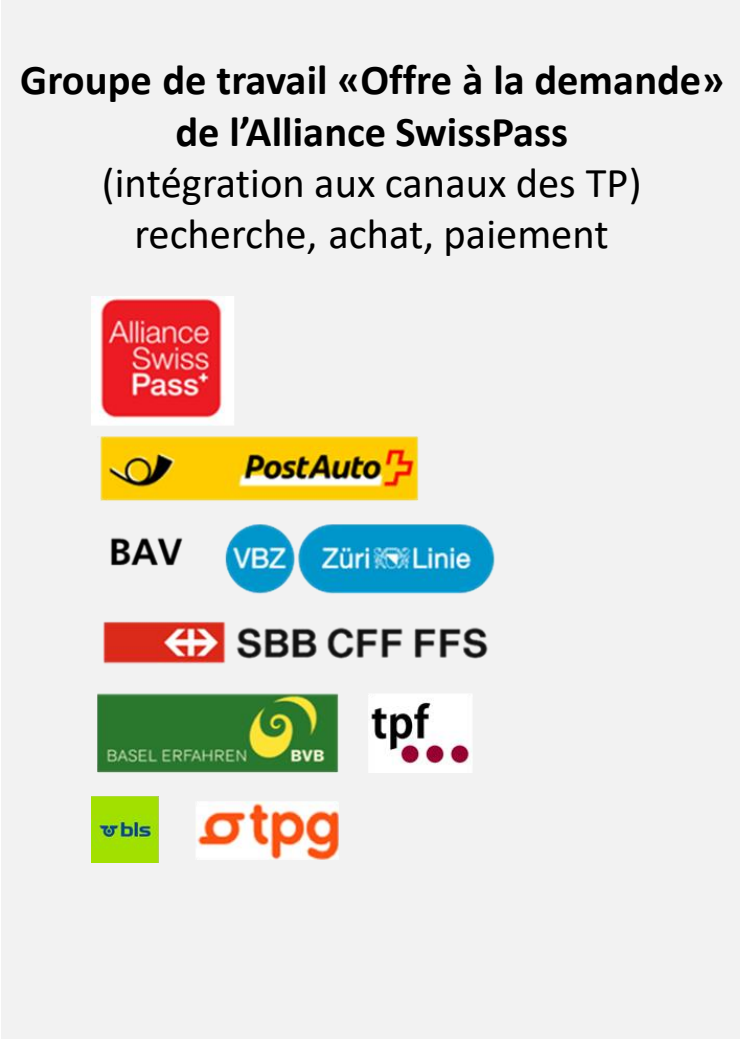 Groupe de travail «Offre à la demande»
de l’Alliance SwissPass
(intégration aux canaux des TP)
recherche, achat, paiement
Alliance
Swiss
Pass+
PostAuto
BAV VBZ Züri Linie
SBB CFF FFS
BASEL ERFAHREN BVB tpf
bls tpg